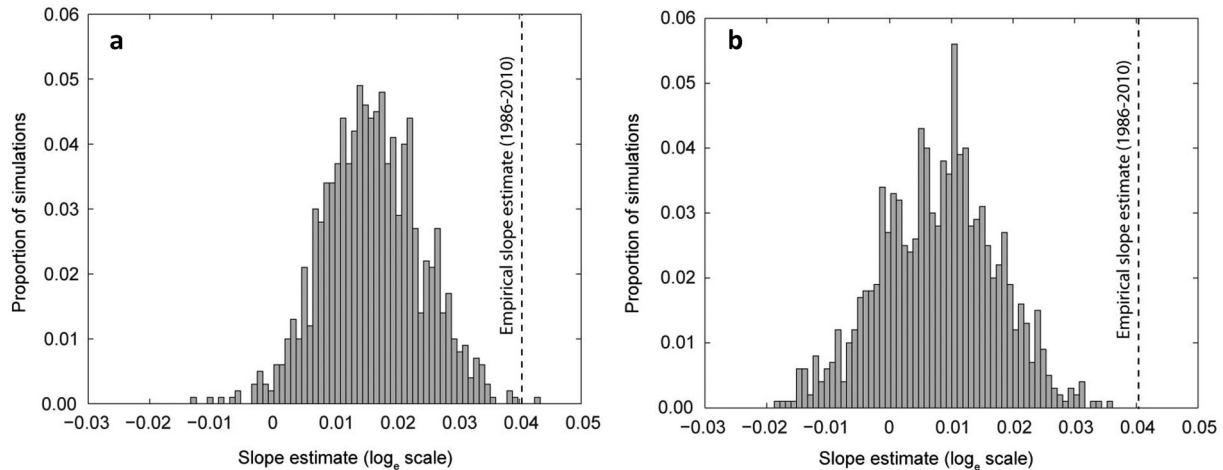 a
0.06
0.05
0.04
0.03
0.02
0.01
0.00
Proportion of simulations
Empirical slope estimate (1986-2010)
−0.03 −0.02 −0.01 0 0.01 0.02 0.03 0.04 0.05
Slope estimate (loge scale)
b
0.06
0.05
0.04
0.03
0.02
0.01
0.00
Proportion of simulations
Empirical slope estimate (1986-2010)
−0.03 −0.02 −0.01 0 0.01 0.02 0.03 0.04 0.05
Slope estimate (loge scale)